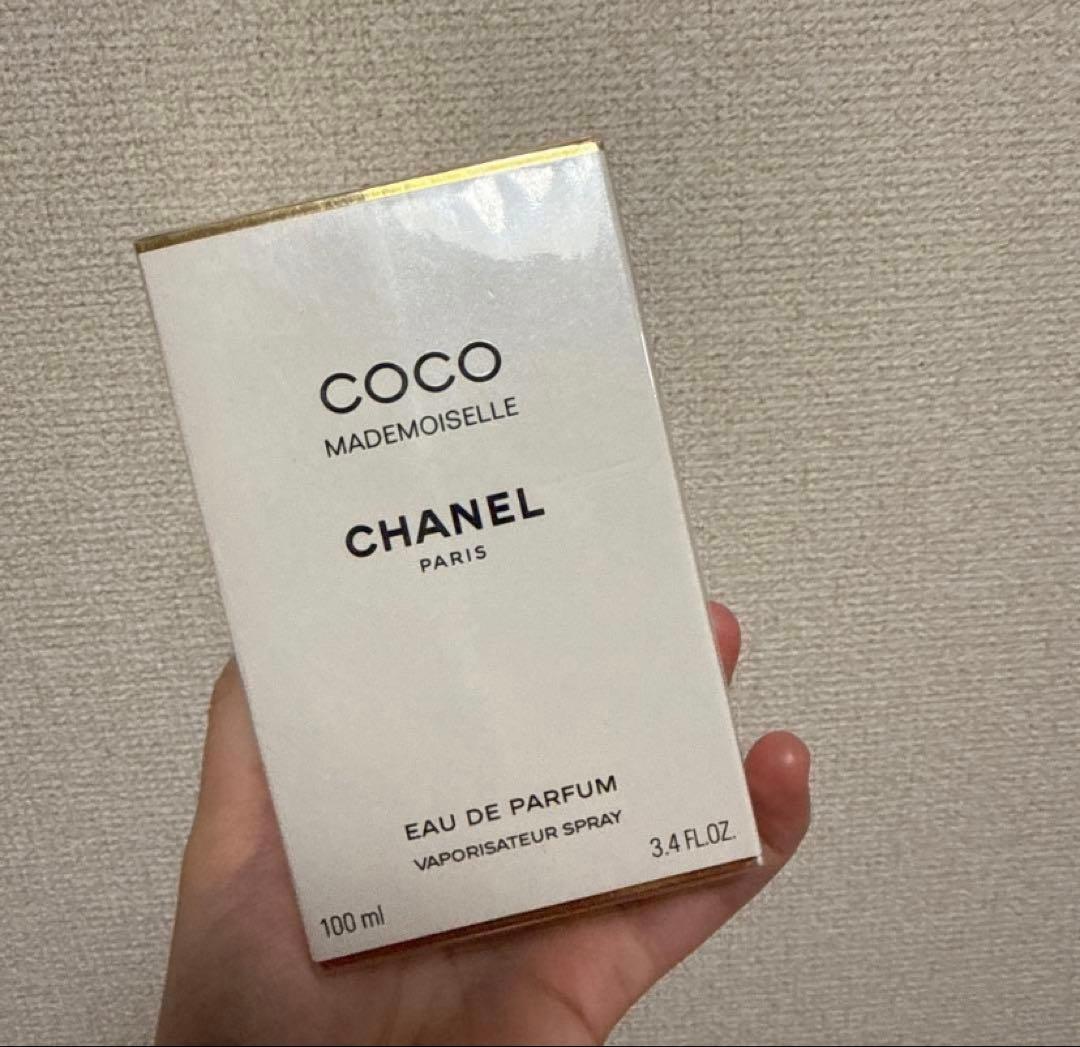 COCO
MADEMOISELLE
CHANEL
PARIS
EAU DE PARFUM
VAPORISATEUR SPRAY
100 ml
3.4 FL.OZ.